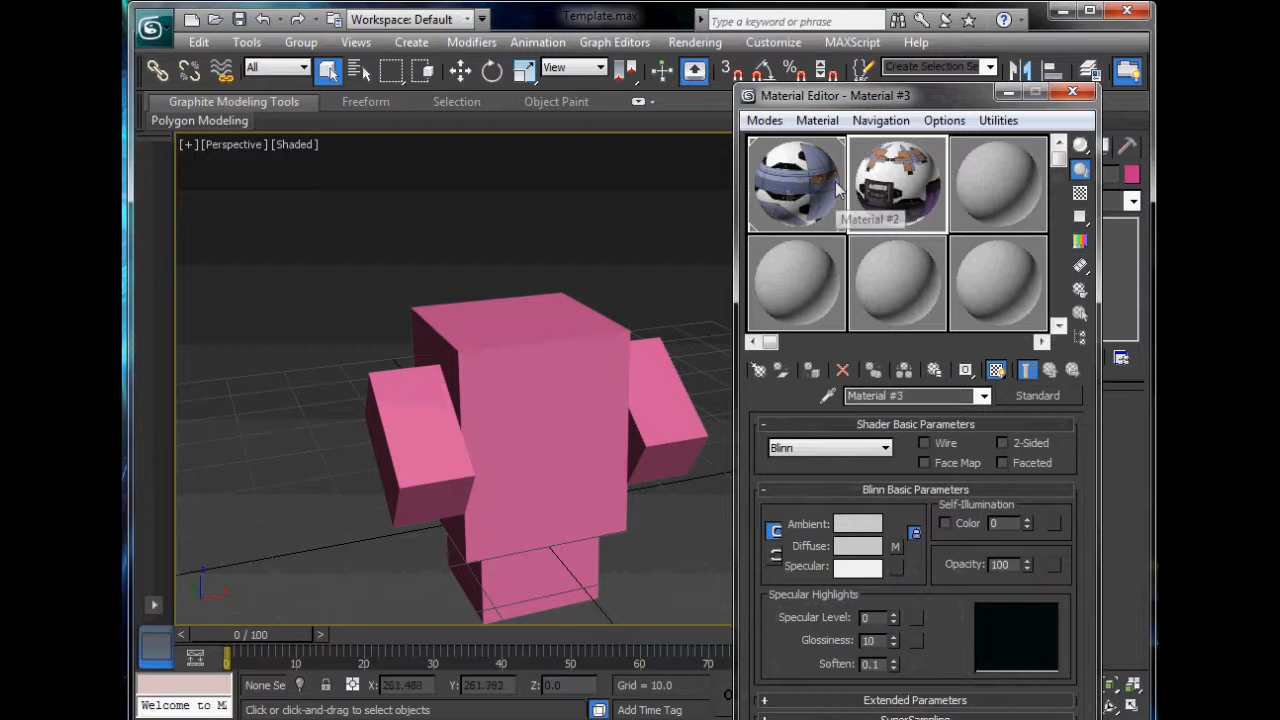 Workspace: Default
Template.max
Type a keyword or phrase
Edit Tools Group Views Create Modifiers Animation Graph Editors Rendering Customize MAXScript Help
All
View
3
Create Selection Se
Graphite Modeling Tools Freeform Selection Object Paint
Polygon Modeling
[+][Perspective][Shaded]
Material Editor - Material #3
Modes Material Navigation Options Utilities
Material #2
Material #3
Standard
Shader Basic Parameters
Blinn
Wire
2-Sided
Face Map
Faceted
Blinn Basic Parameters
Self-Illumination
Ambient:
Color 0
Diffuse: M
Specular:
Opacity: 100
Specular Highlights
Specular Level: 0
Glossiness: 10
Soften: 0.1
Extended Parameters
SuperSampling
0 / 100
0 10 20 30 40 50 60 70
None Se
X: 261.488
Y: 261.783
Z: 0.0
Grid = 10.0
Welcome to M
Click or click-and-drag to select objects
Add Time Tag